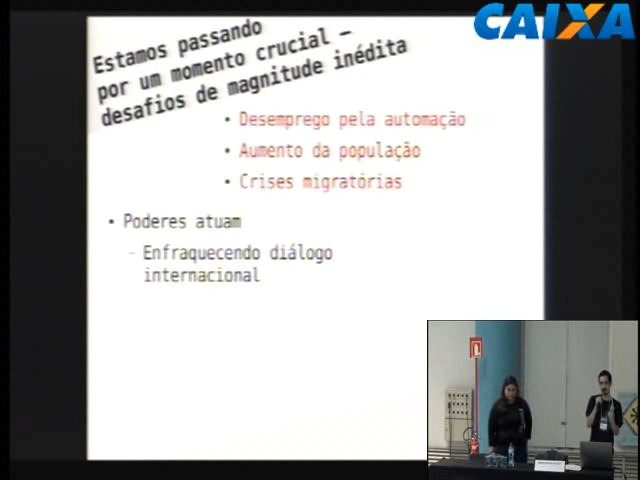 CAIXA
Estamos passando
por um momento crucial –
desafios de magnitude inédita
• Desemprego pela automação
• Aumento da população
• Crises migratórias
• Poderes atuam
– Enfraquecendo diálogo
internacional